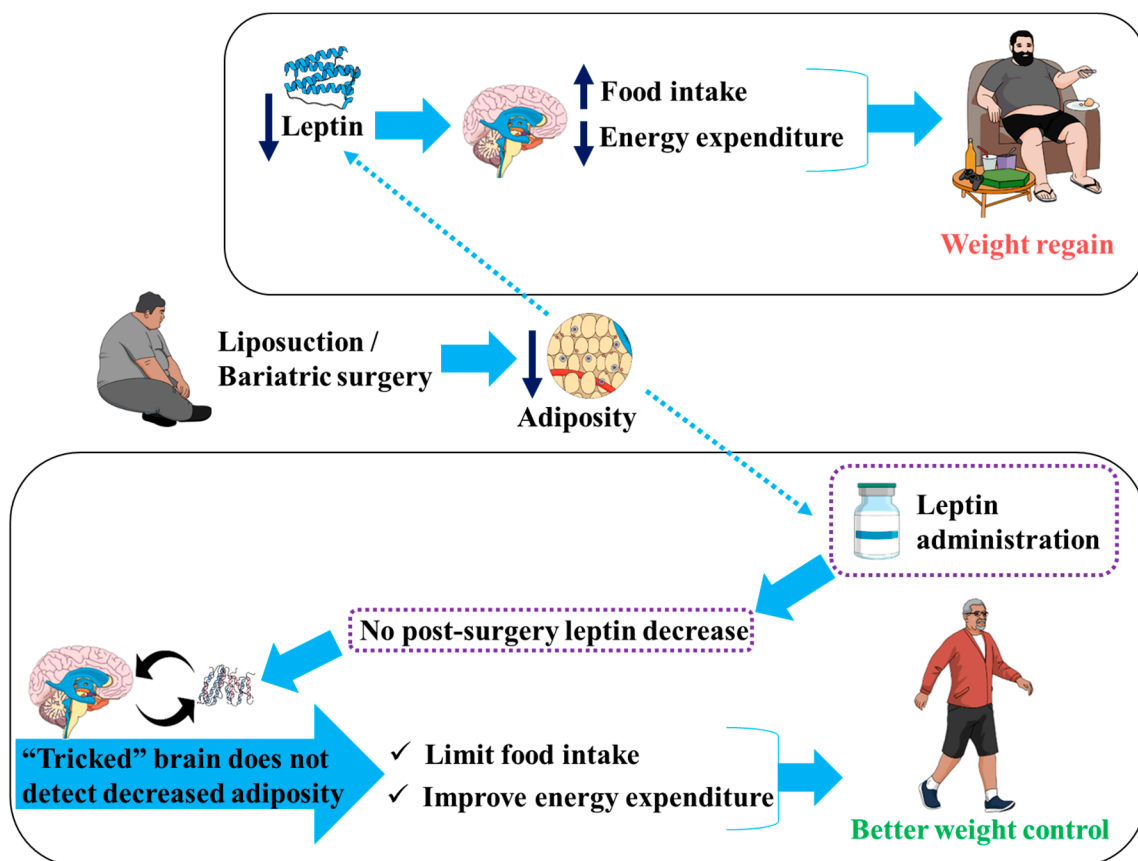 Leptin
Food intake
Energy expenditure
Weight regain
Liposuction /
Bariatric surgery
Adiposity
Leptin
administration
No post-surgery leptin decrease
“Tricked” brain does not
detect decreased adiposity
✓ Limit food intake
✓ Improve energy expenditure
Better weight control